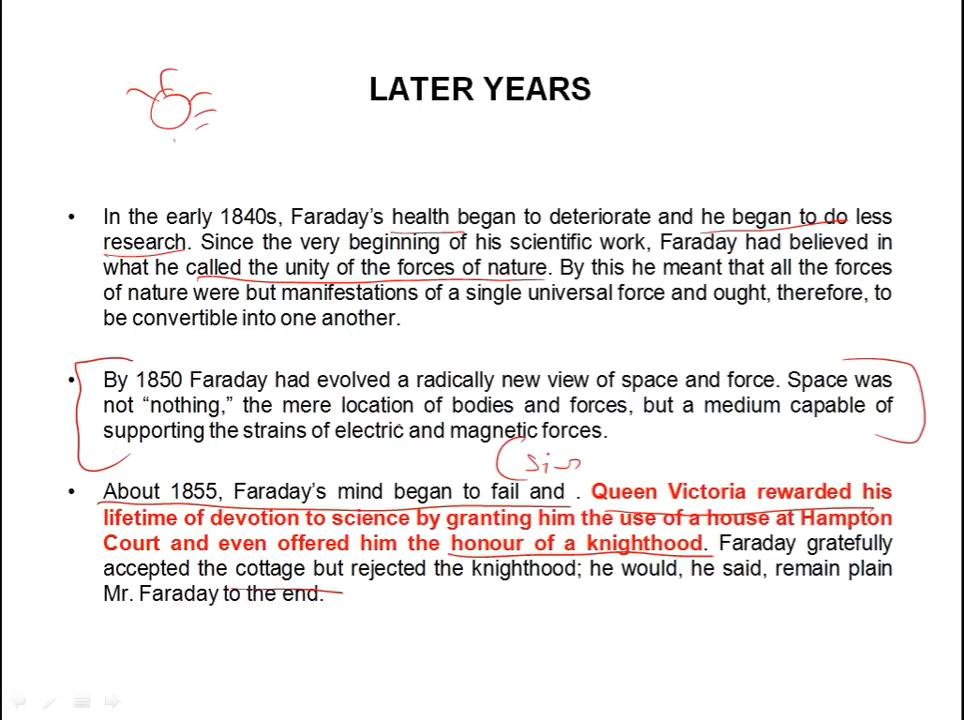 LATER YEARS
• In the early 1840s, Faraday's health began to deteriorate and he began to do less
research. Since the very beginning of his scientific work, Faraday had believed in
what he called the unity of the forces of nature. By this he meant that all the forces
of nature were but manifestations of a single universal force and ought, therefore, to
be convertible into one another.
• By 1850 Faraday had evolved a radically new view of space and force. Space was
not “nothing,” the mere location of bodies and forces, but a medium capable of
supporting the strains of electric and magnetic forces.
• About 1855, Faraday's mind began to fail and . Queen Victoria rewarded his
lifetime of devotion to science by granting him the use of a house at Hampton
Court and even offered him the honour of a knighthood. Faraday gratefully
accepted the cottage but rejected the knighthood; he would, he said, remain plain
Mr. Faraday to the end.